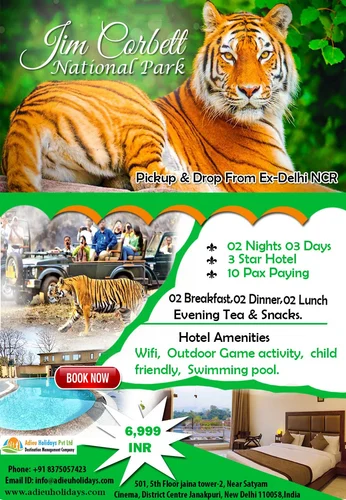 Jim Corbett
National Park
Pickup & Drop From Ex-Delhi NCR
02 Nights 03 Days
3 Star Hotel
10 Pax Paying
02 Breakfast, 02 Dinner, 02 Lunch
Evening Tea & Snacks.
Hotel Amenities
Wifi, Outdoor Game activity, child
friendly, Swimming pool.
BOOK NOW
Adieu Holidays Pvt Ltd
Destination Management Company
6,999
INR
Phone: +91 8375057423
Email ID: info@adieuholidays.com
www.adieuholidays.com
501, 5th Floor jaina tower-2, Near Satyam
Cinema, District Centre Janakpuri, New Delhi 110058,India